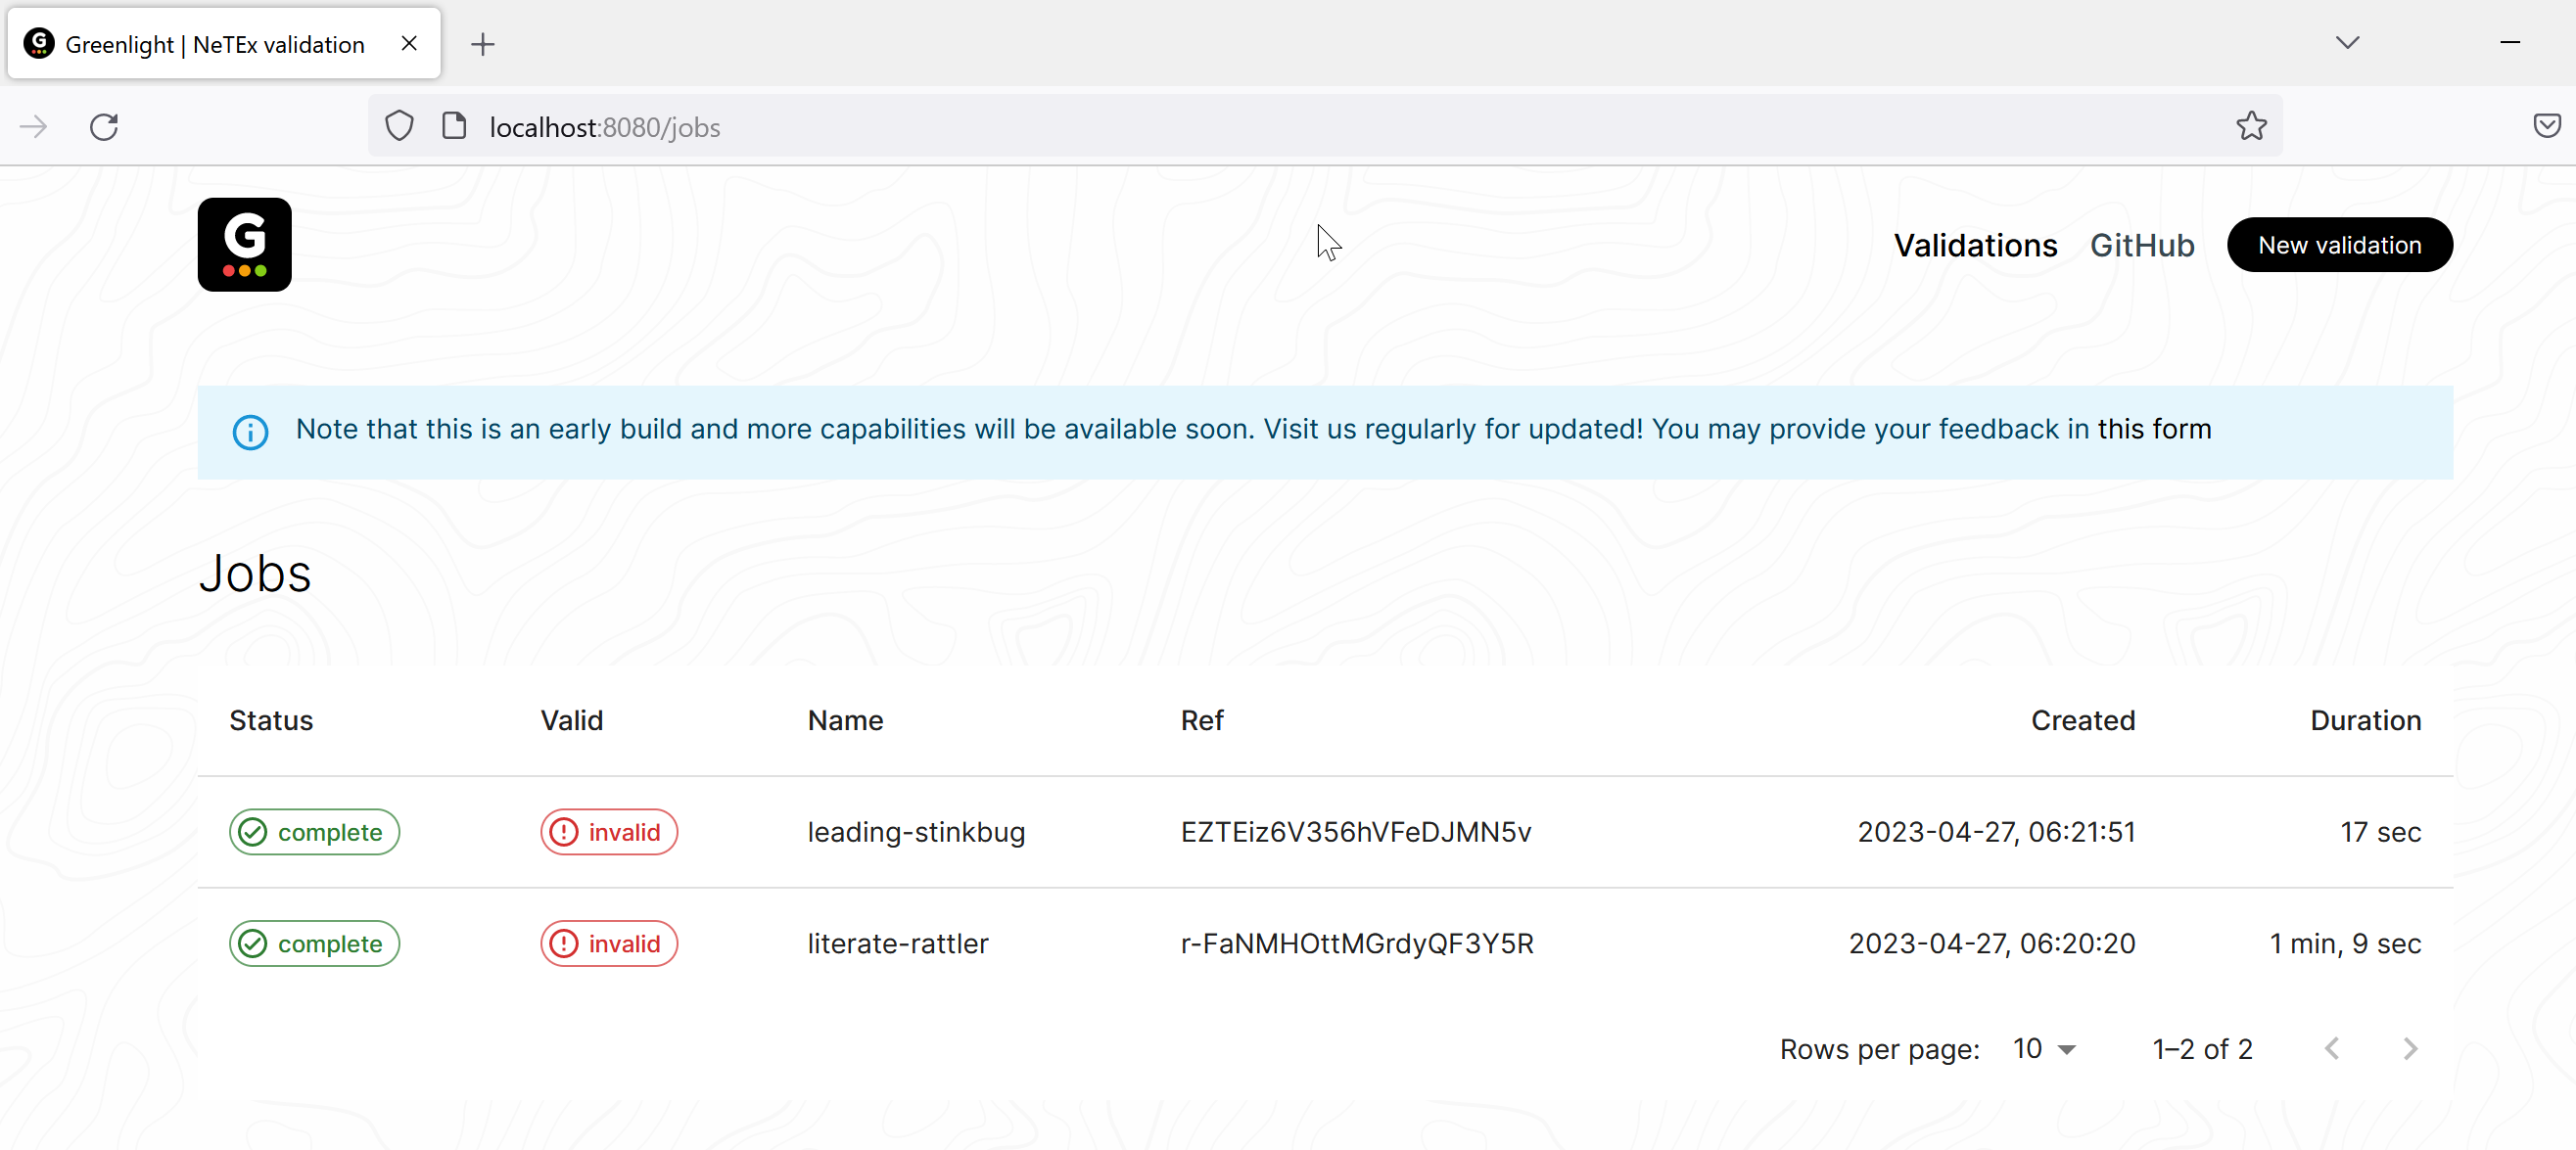 Greenlight | NeTEx validation
localhost:8080/jobs
G
Validations GitHub New validation
Note that this is an early build and more capabilities will be available soon. Visit us regularly for updated! You may provide your feedback in this form
Jobs
Status Valid Name Ref Created Duration
complete invalid leading-stinkbug EZTEiz6V356hVFeDJMN5v 2023-04-27, 06:21:51 17 sec
complete invalid literate-rattler r-FaNMHOttMGrdyQF3Y5R 2023-04-27, 06:20:20 1 min, 9 sec
Rows per page: 10 1–2 of 2